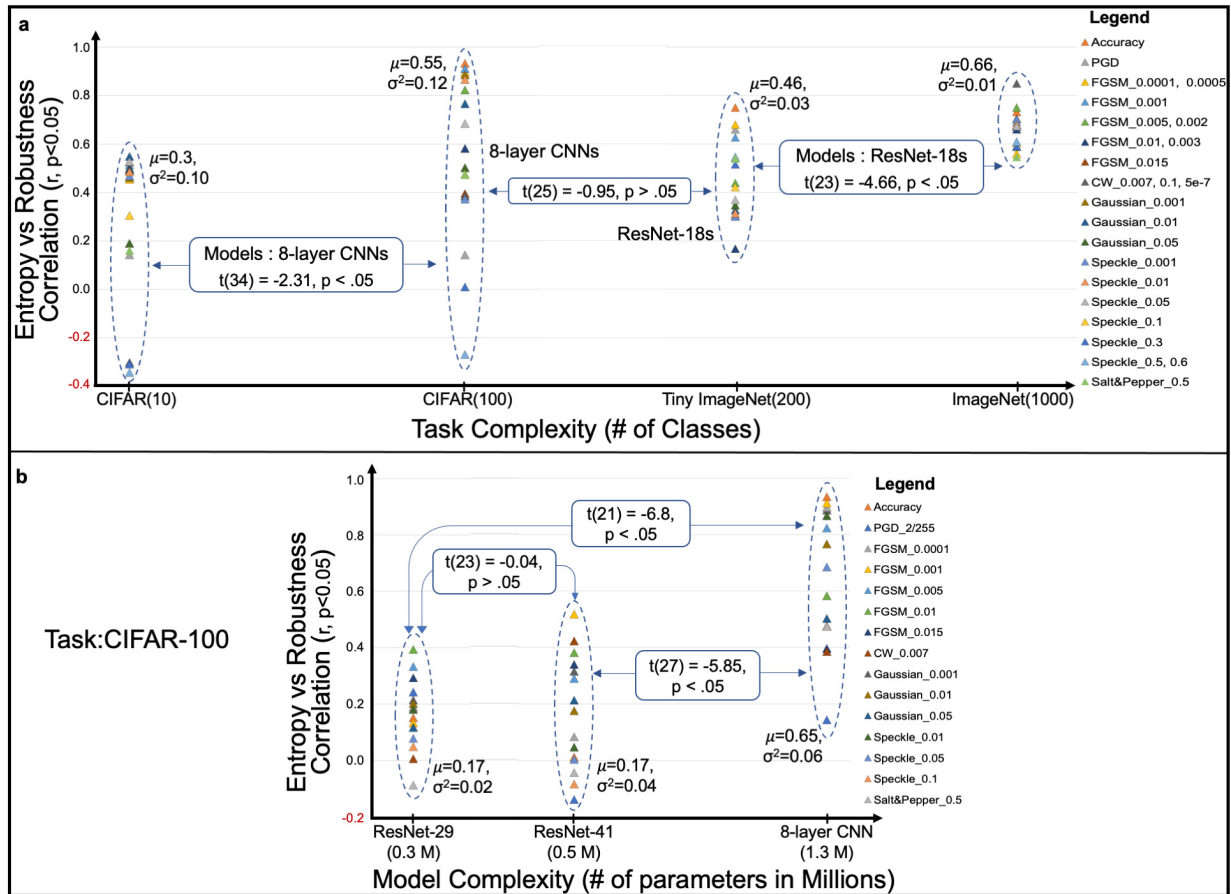 a
Entropy vs Robustness
Correlation (r, p<0.05)
1.0
0.8
0.6
0.4
0.2
0.0
-0.2
-0.4
μ=0.3,
σ²=0.10
μ=0.55,
σ²=0.12
μ=0.46,
σ²=0.03
μ=0.66,
σ²=0.01
8-layer CNNs
ResNet-18s
Models : 8-layer CNNs
t(34) = -2.31, p < .05
t(25) = -0.95, p > .05
Models : ResNet-18s
t(23) = -4.66, p < .05
CIFAR(10)
CIFAR(100)
Tiny ImageNet(200)
ImageNet(1000)
Task Complexity (# of Classes)
Legend
Accuracy
PGD
FGSM_0.0001, 0.0005
FGSM_0.001
FGSM_0.005, 0.002
FGSM_0.01, 0.003
FGSM_0.015
CW_0.007, 0.1, 5e-7
Gaussian_0.001
Gaussian_0.01
Gaussian_0.05
Speckle_0.001
Speckle_0.01
Speckle_0.05
Speckle_0.1
Speckle_0.3
Speckle_0.5, 0.6
Salt&Pepper_0.5
b
Task:CIFAR-100
Entropy vs Robustness
Correlation (r, p<0.05)
1.0
0.8
0.6
0.4
0.2
0.0
-0.2
t(21) = -6.8,
p < .05
t(23) = -0.04,
p > .05
t(27) = -5.85,
p < .05
μ=0.17,
σ²=0.02
μ=0.17,
σ²=0.04
μ=0.65,
σ²=0.06
ResNet-29
(0.3 M)
ResNet-41
(0.5 M)
8-layer CNN
(1.3 M)
Model Complexity (# of parameters in Millions)
Legend
Accuracy
PGD_2/255
FGSM_0.0001
FGSM_0.001
FGSM_0.005
FGSM_0.01
FGSM_0.015
CW_0.007
Gaussian_0.001
Gaussian_0.01
Gaussian_0.05
Speckle_0.01
Speckle_0.05
Speckle_0.1
Salt&Pepper_0.5